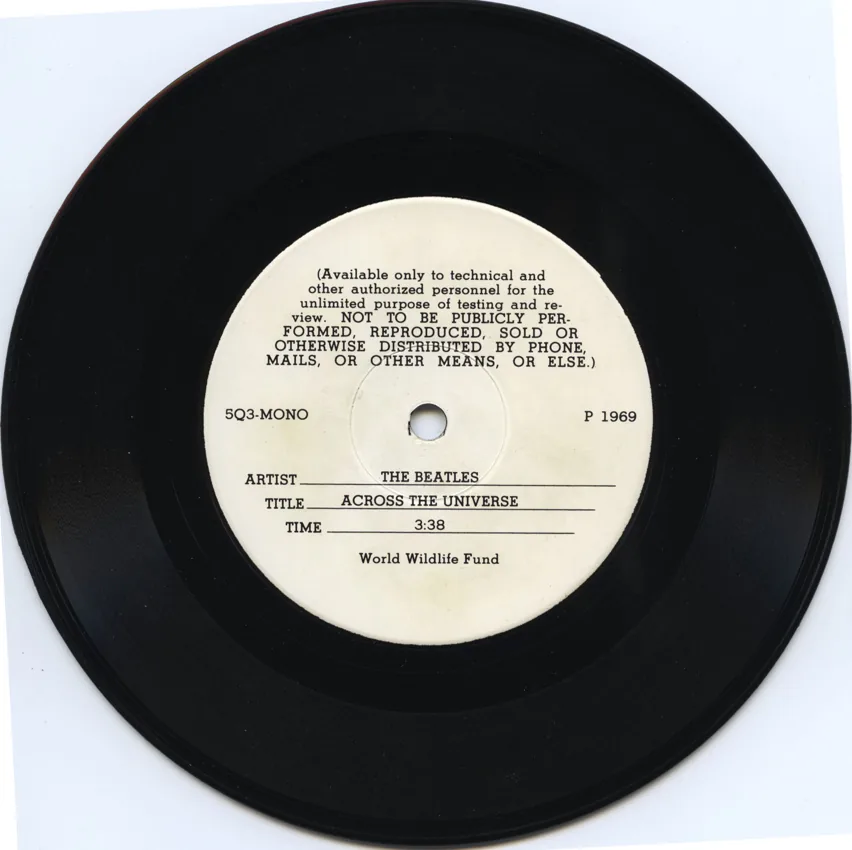 (Available only to technical and
other authorized personnel for the
unlimited purpose of testing and re-
view. NOT TO BE PUBLICLY PER-
FORMED, REPRODUCED, SOLD OR
OTHERWISE DISTRIBUTED BY PHONE,
MAILS, OR OTHER MEANS, OR ELSE.)
5Q3-MONO P 1969
ARTIST THE BEATLES
TITLE ACROSS THE UNIVERSE
TIME 3:38
World Wildlife Fund